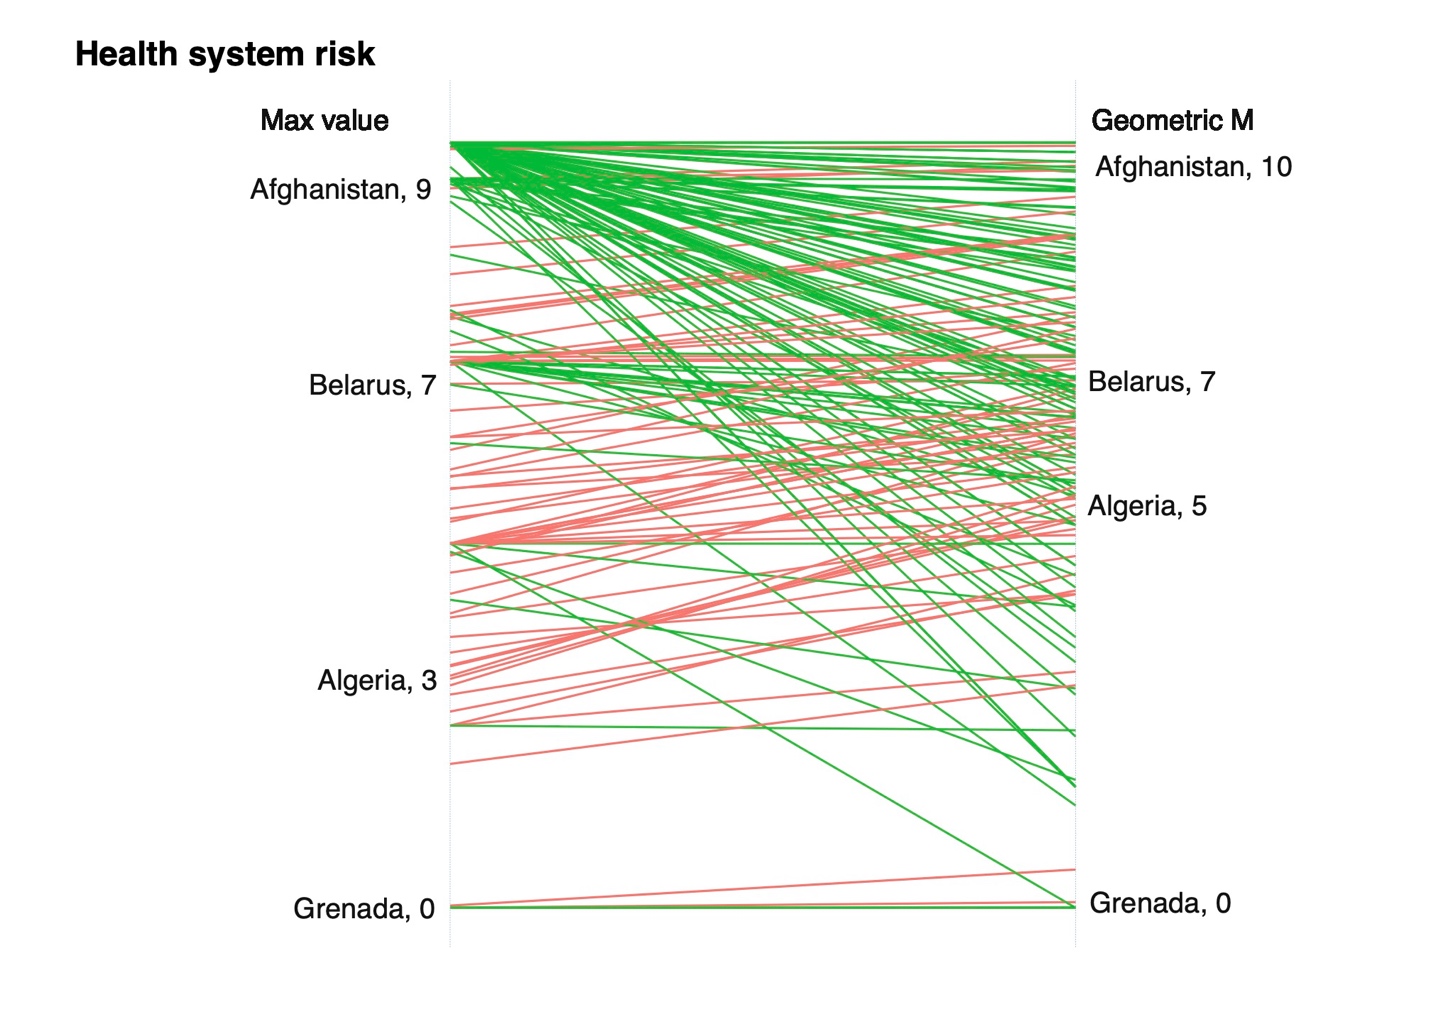 Health system risk
Max value
Geometric M
Afghanistan, 9
Afghanistan, 10
Belarus, 7
Belarus, 7
Algeria, 5
Algeria, 3
Grenada, 0
Grenada, 0